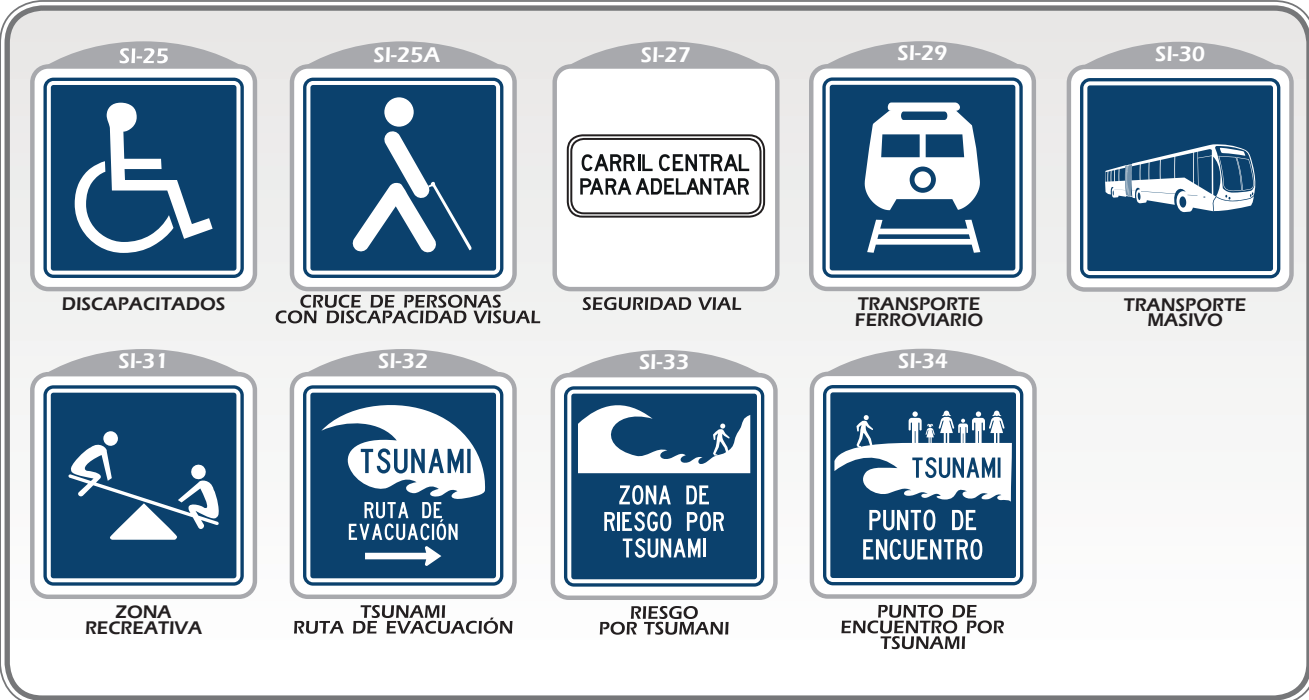 SI-25
SI-25A
SI-27
SI-29
SI-30
CARRIL CENTRAL
PARA ADELANTAR
DISCAPACITADOS
CRUCE DE PERSONAS
CON DISCAPACIDAD VISUAL
SEGURIDAD VIAL
TRANSPORTE
FERROVIARIO
TRANSPORTE
MASIVO
SI-31
SI-32
SI-33
SI-34
TSUNAMI
RUTA DE
EVACUACIÓN
ZONA DE
RIESGO POR
TSUNAMI
TSUNAMI
PUNTO DE
ENCUENTRO
ZONA
RECREATIVA
TSUNAMI
RUTA DE EVACUACIÓN
RIESGO
POR TSUMANI
PUNTO DE
ENCUENTRO POR
TSUNAMI